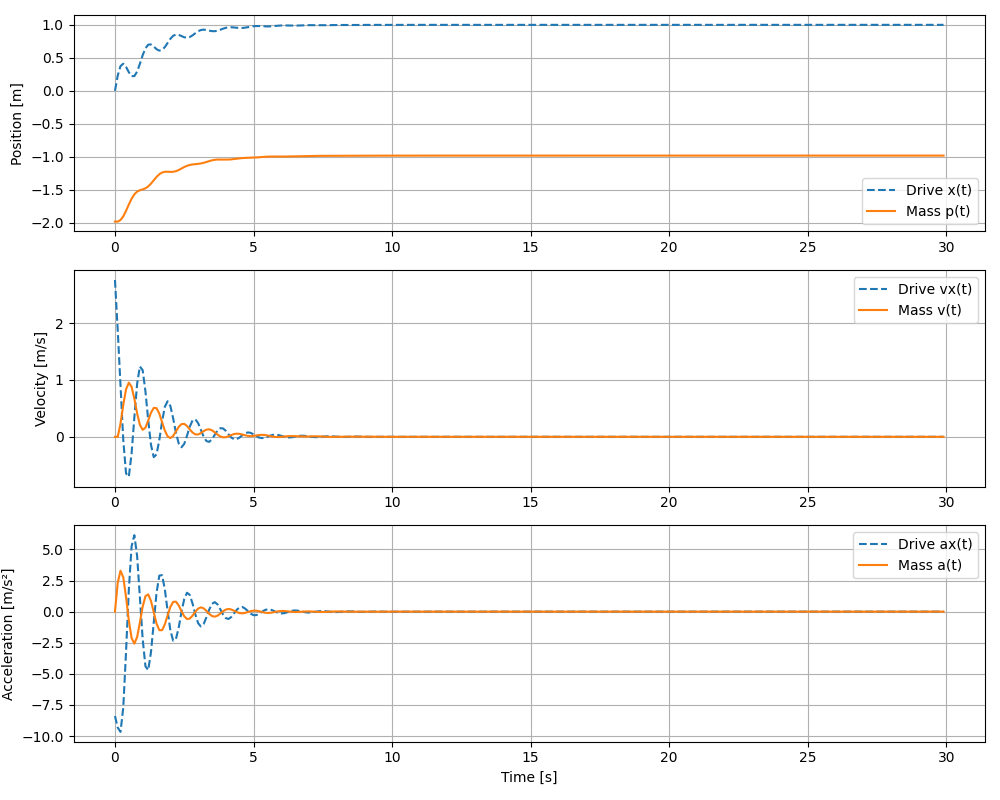 Position [m]
1.0
0.5
0.0
−0.5
−1.0
−1.5
−2.0
Drive x(t)
Mass p(t)
0 5 10 15 20 25 30
Velocity [m/s]
2
1
0
Drive vx(t)
Mass v(t)
0 5 10 15 20 25 30
Acceleration [m/s²]
5.0
2.5
0.0
−2.5
−5.0
−7.5
−10.0
Drive ax(t)
Mass a(t)
0 5 10 15 20 25 30
Time [s]